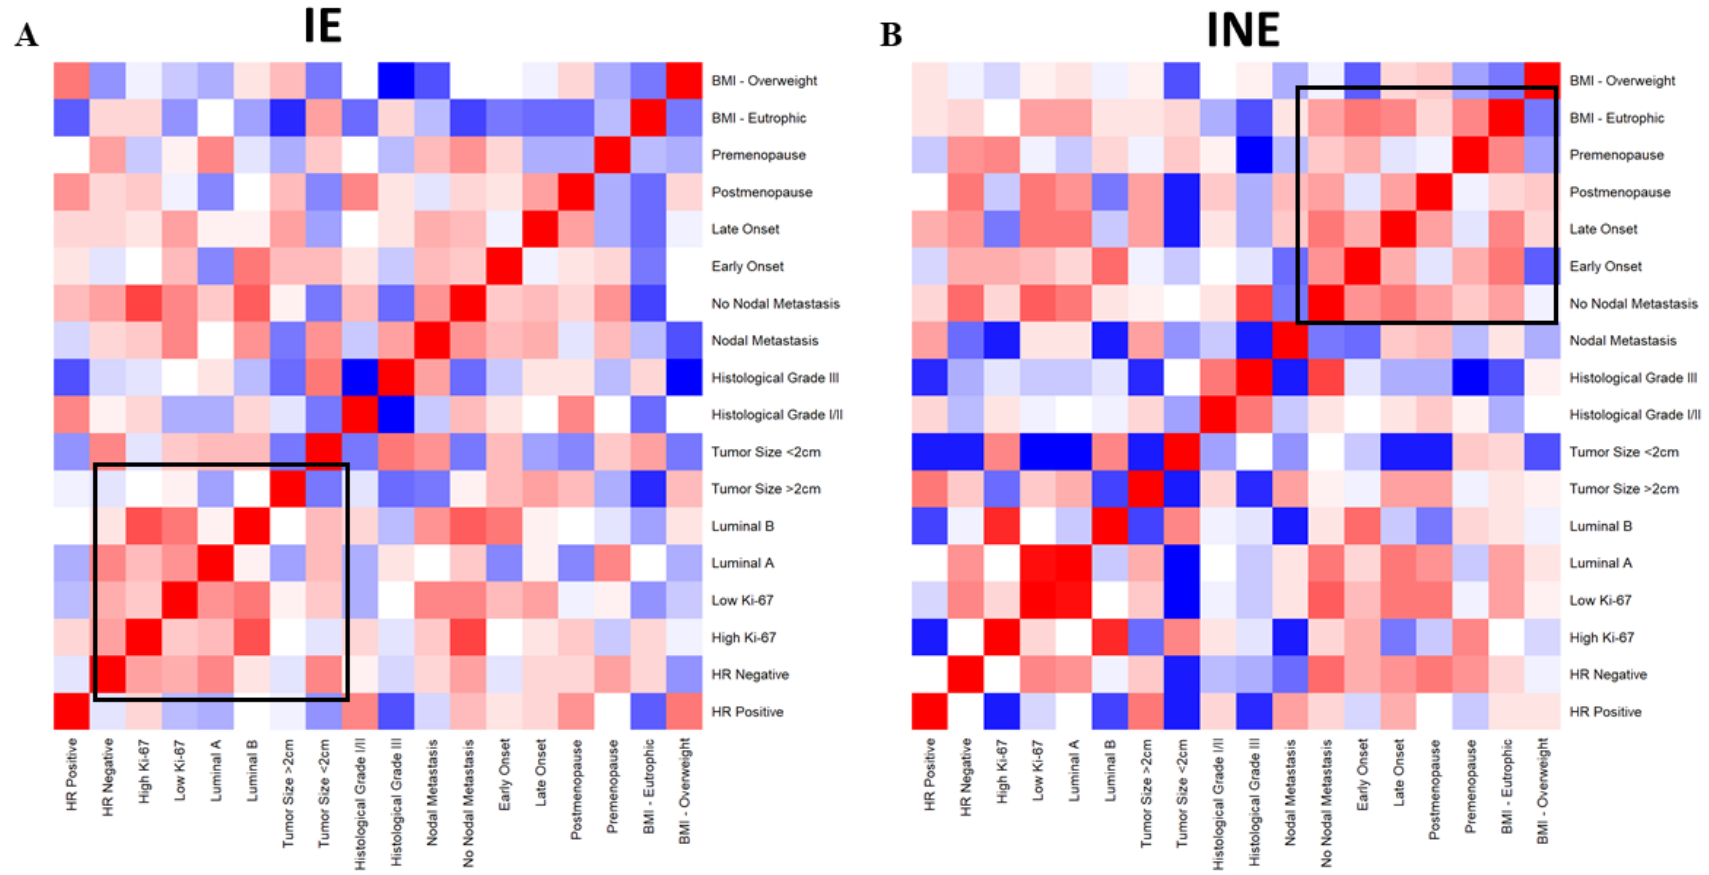 A
IE
BMI - Overweight
BMI - Eutrophic
Premenopause
Postmenopause
Late Onset
Early Onset
No Nodal Metastasis
Nodal Metastasis
Histological Grade III
Histological Grade I/II
Tumor Size <2cm
Tumor Size >2cm
Luminal B
Luminal A
Low Ki-67
High Ki-67
HR Negative
HR Positive
HR Positive
HR Negative
High Ki-67
Low Ki-67
Luminal A
Luminal B
Tumor Size >2cm
Tumor Size <2cm
Histological Grade I/II
Histological Grade III
Nodal Metastasis
No Nodal Metastasis
Early Onset
Late Onset
Postmenopause
Premenopause
BMI - Eutrophic
BMI - Overweight
B
INE
BMI - Overweight
BMI - Eutrophic
Premenopause
Postmenopause
Late Onset
Early Onset
No Nodal Metastasis
Nodal Metastasis
Histological Grade III
Histological Grade I/II
Tumor Size <2cm
Tumor Size >2cm
Luminal B
Luminal A
Low Ki-67
High Ki-67
HR Negative
HR Positive
HR Positive
HR Negative
High Ki-67
Low Ki-67
Luminal A
Luminal B
Tumor Size >2cm
Tumor Size <2cm
Histological Grade I/II
Histological Grade III
Nodal Metastasis
No Nodal Metastasis
Early Onset
Late Onset
Postmenopause
Premenopause
BMI - Eutrophic
BMI - Overweight